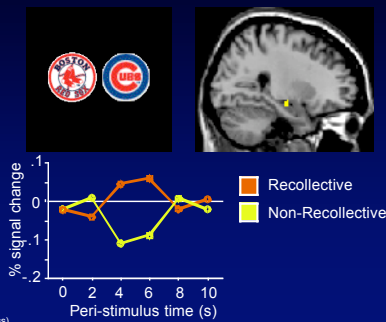 BOSTON
RED SOX
CUBS
.1
0
-.1
-.2
% signal change
0 2 4 6 8 10
Peri-stimulus time (s)
Recollective
Non-Recollective